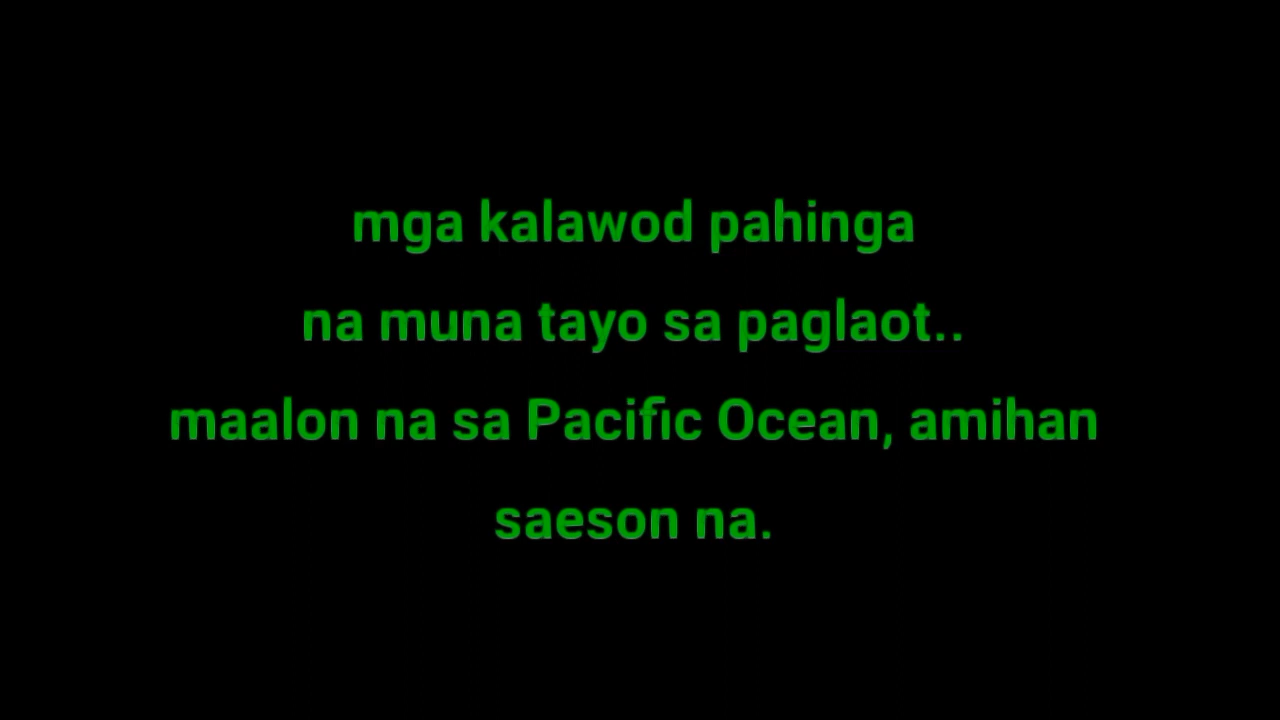 mga kalawod pahinga
na muna tayo sa paglaot..
maalon na sa Pacific Ocean, amihan
saeson na.